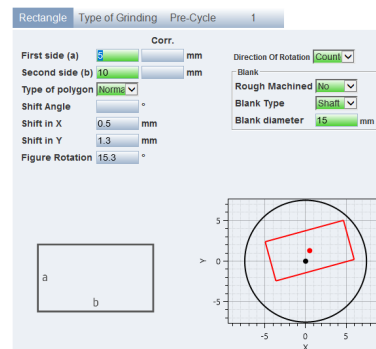 Rectangle Type of Grinding Pre-Cycle 1
Corr.
First side (a) 5 mm
Second side (b) 10 mm
Type of polygon Norma
Shift Angle °
Shift in X 0.5 mm
Shift in Y 1.3 mm
Figure Rotation 15.3 °
Direction Of Rotation Count
Blank
Rough Machined No
Blank Type Shaft
Blank diameter 15 mm
a
b
Y
5
0
-5
-5 0 5
X